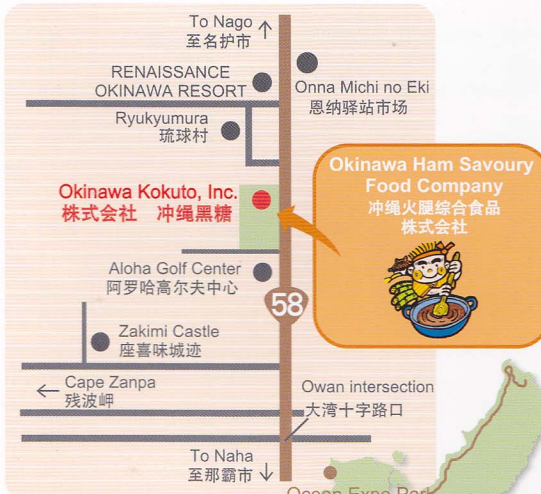 To Nago ↑
至名护市
RENAISSANCE
OKINAWA RESORT
Onna Michi no Eki
恩纳驿站市场
Ryukyumura
琉球村
Okinawa Ham Savoury
Food Company
冲绳火腿综合食品
株式会社
Okinawa Kokuto, Inc.
株式会社 冲绳黑糖
Aloha Golf Center
阿罗哈高尔夫中心
58
Zakimi Castle
座喜味城迹
← Cape Zanpa
残波岬
Owan intersection
大湾十字路口
To Naha
至那霸市 ↓
Ocean Expo Park